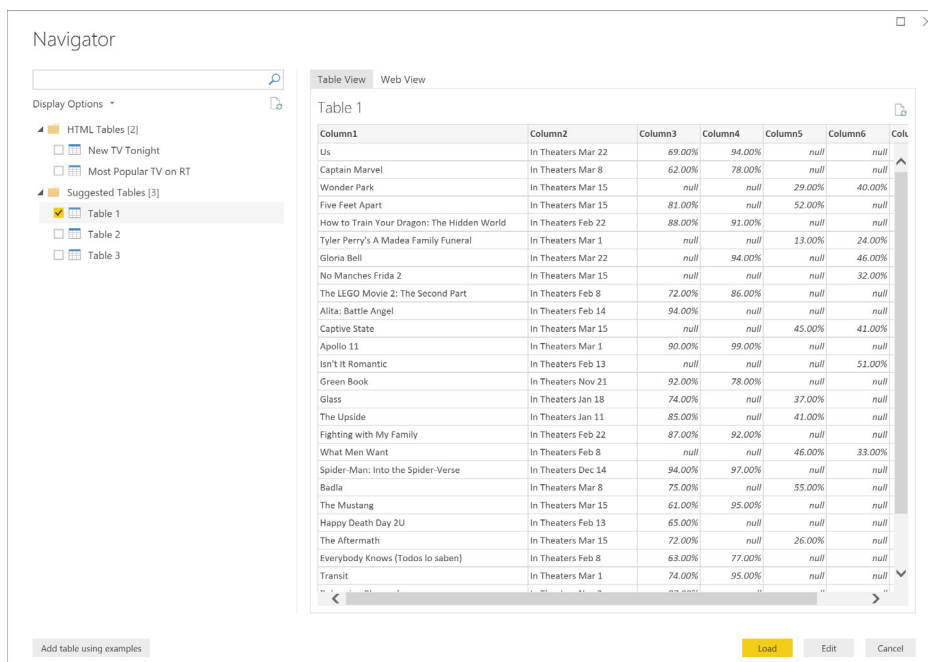 Navigator
Display Options
HTML Tables [2]
New TV Tonight
Most Popular TV on RT
Suggested Tables [3]
Table 1
Table 2
Table 3
Table View Web View
Table 1
Column1 Column2 Column3 Column4 Column5 Column6 Colu
Us In Theaters Mar 22 69.00% 94.00% null null
Captain Marvel In Theaters Mar 8 62.00% 78.00% null null
Wonder Park In Theaters Mar 15 null null 29.00% 40.00%
Five Feet Apart In Theaters Mar 15 81.00% null 52.00% null
How to Train Your Dragon: The Hidden World In Theaters Feb 22 88.00% 91.00% null null
Tyler Perry's A Madea Family Funeral In Theaters Mar 1 null null 13.00% 24.00%
Gloria Bell In Theaters Mar 22 null 94.00% null 46.00%
No Manches Frida 2 In Theaters Mar 15 null null null 32.00%
The LEGO Movie 2: The Second Part In Theaters Feb 8 72.00% 86.00% null null
Alita: Battle Angel In Theaters Feb 14 94.00% null null null
Captive State In Theaters Mar 15 null null 45.00% 41.00%
Apollo 11 In Theaters Mar 1 90.00% 99.00% null null
Isn't It Romantic In Theaters Feb 13 null null null 51.00%
Green Book In Theaters Nov 21 92.00% 78.00% null null
Glass In Theaters Jan 18 74.00% null 37.00% null
The Upside In Theaters Jan 11 85.00% null 41.00% null
Fighting with My Family In Theaters Feb 22 87.00% 92.00% null null
What Men Want In Theaters Feb 8 null null 46.00% 33.00%
Spider-Man: Into the Spider-Verse In Theaters Dec 14 94.00% 97.00% null null
Badla In Theaters Mar 8 75.00% null 55.00% null
The Mustang In Theaters Mar 15 61.00% 95.00% null null
Happy Death Day 2U In Theaters Feb 13 65.00% null null null
The Aftermath In Theaters Mar 15 72.00% null 26.00% null
Everybody Knows (Todos lo saben) In Theaters Feb 8 63.00% 77.00% null null
Transit In Theaters Mar 1 74.00% 95.00% null null
Add table using examples Load Edit Cancel